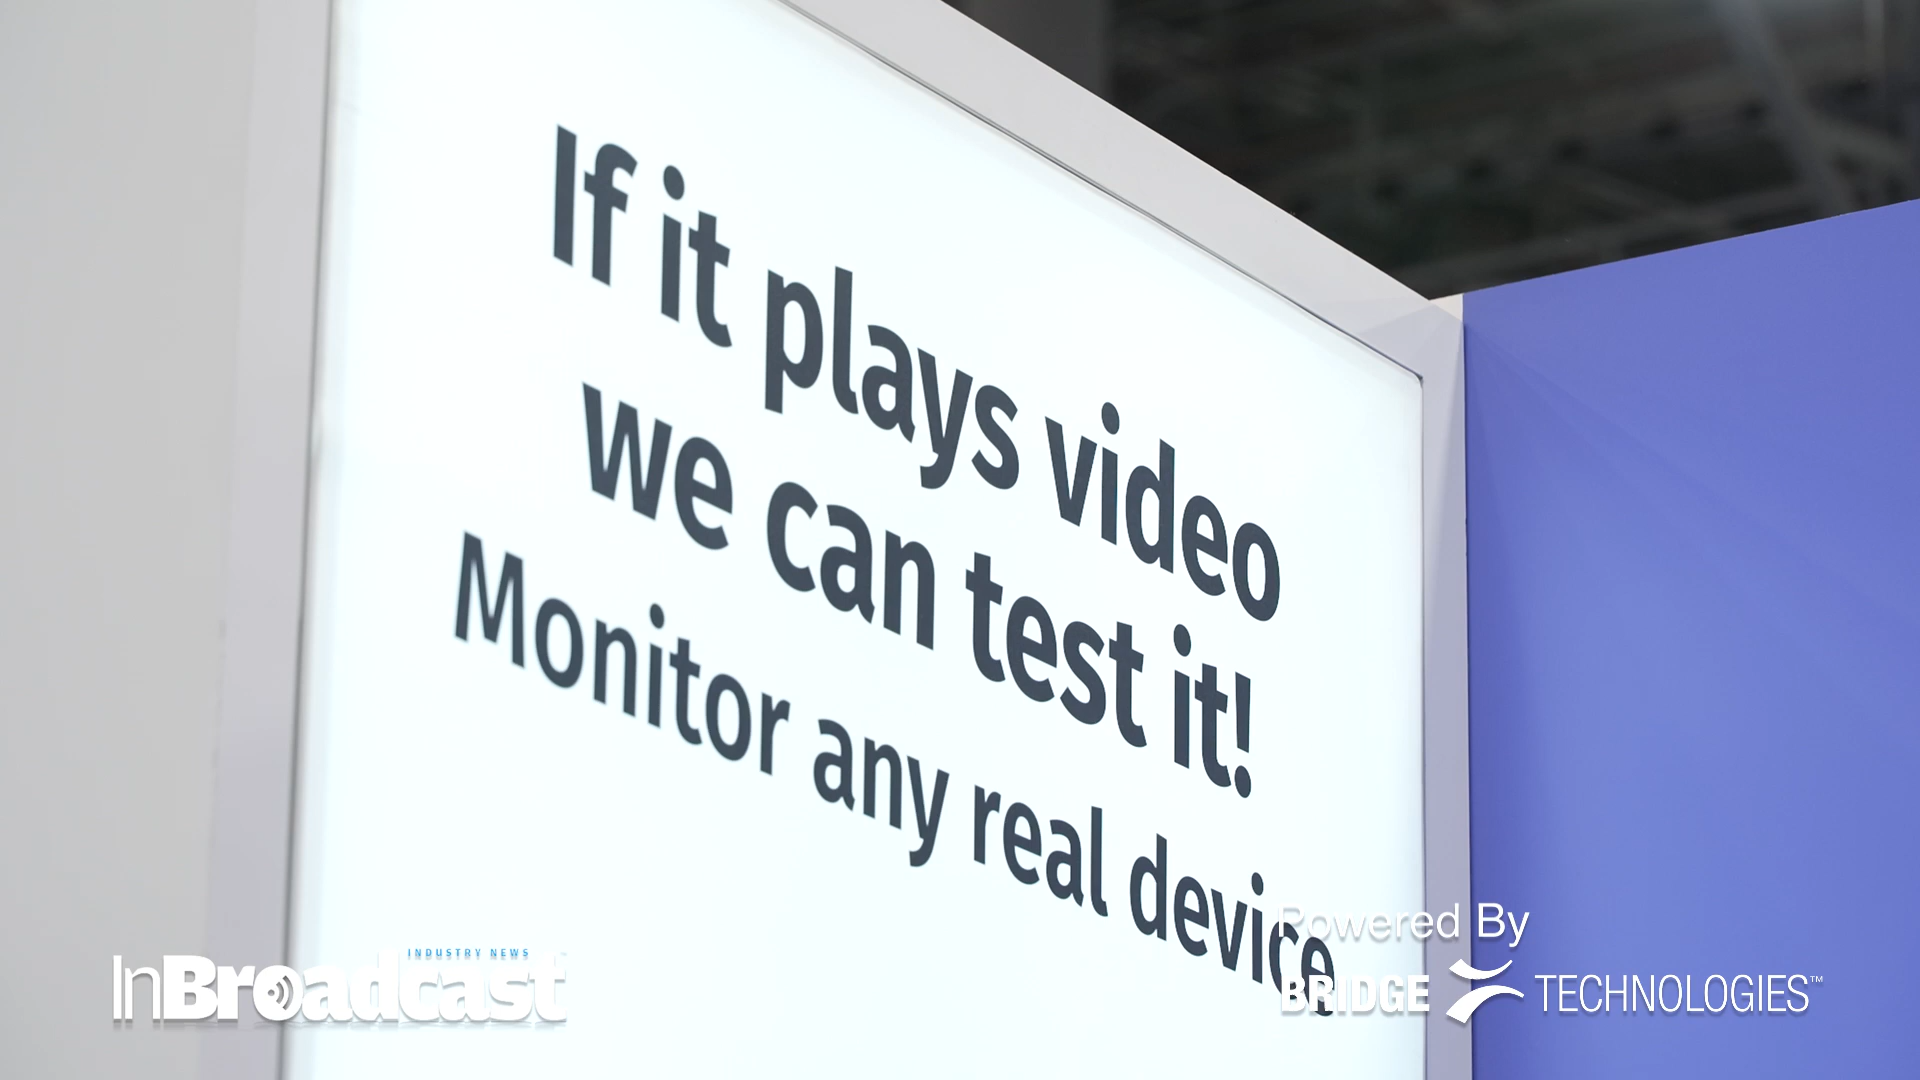 If it plays video
we can test it!
Monitor any real device
INDUSTRY NEWS
InBroadcast
Powered By
BRIDGE TECHNOLOGIES™